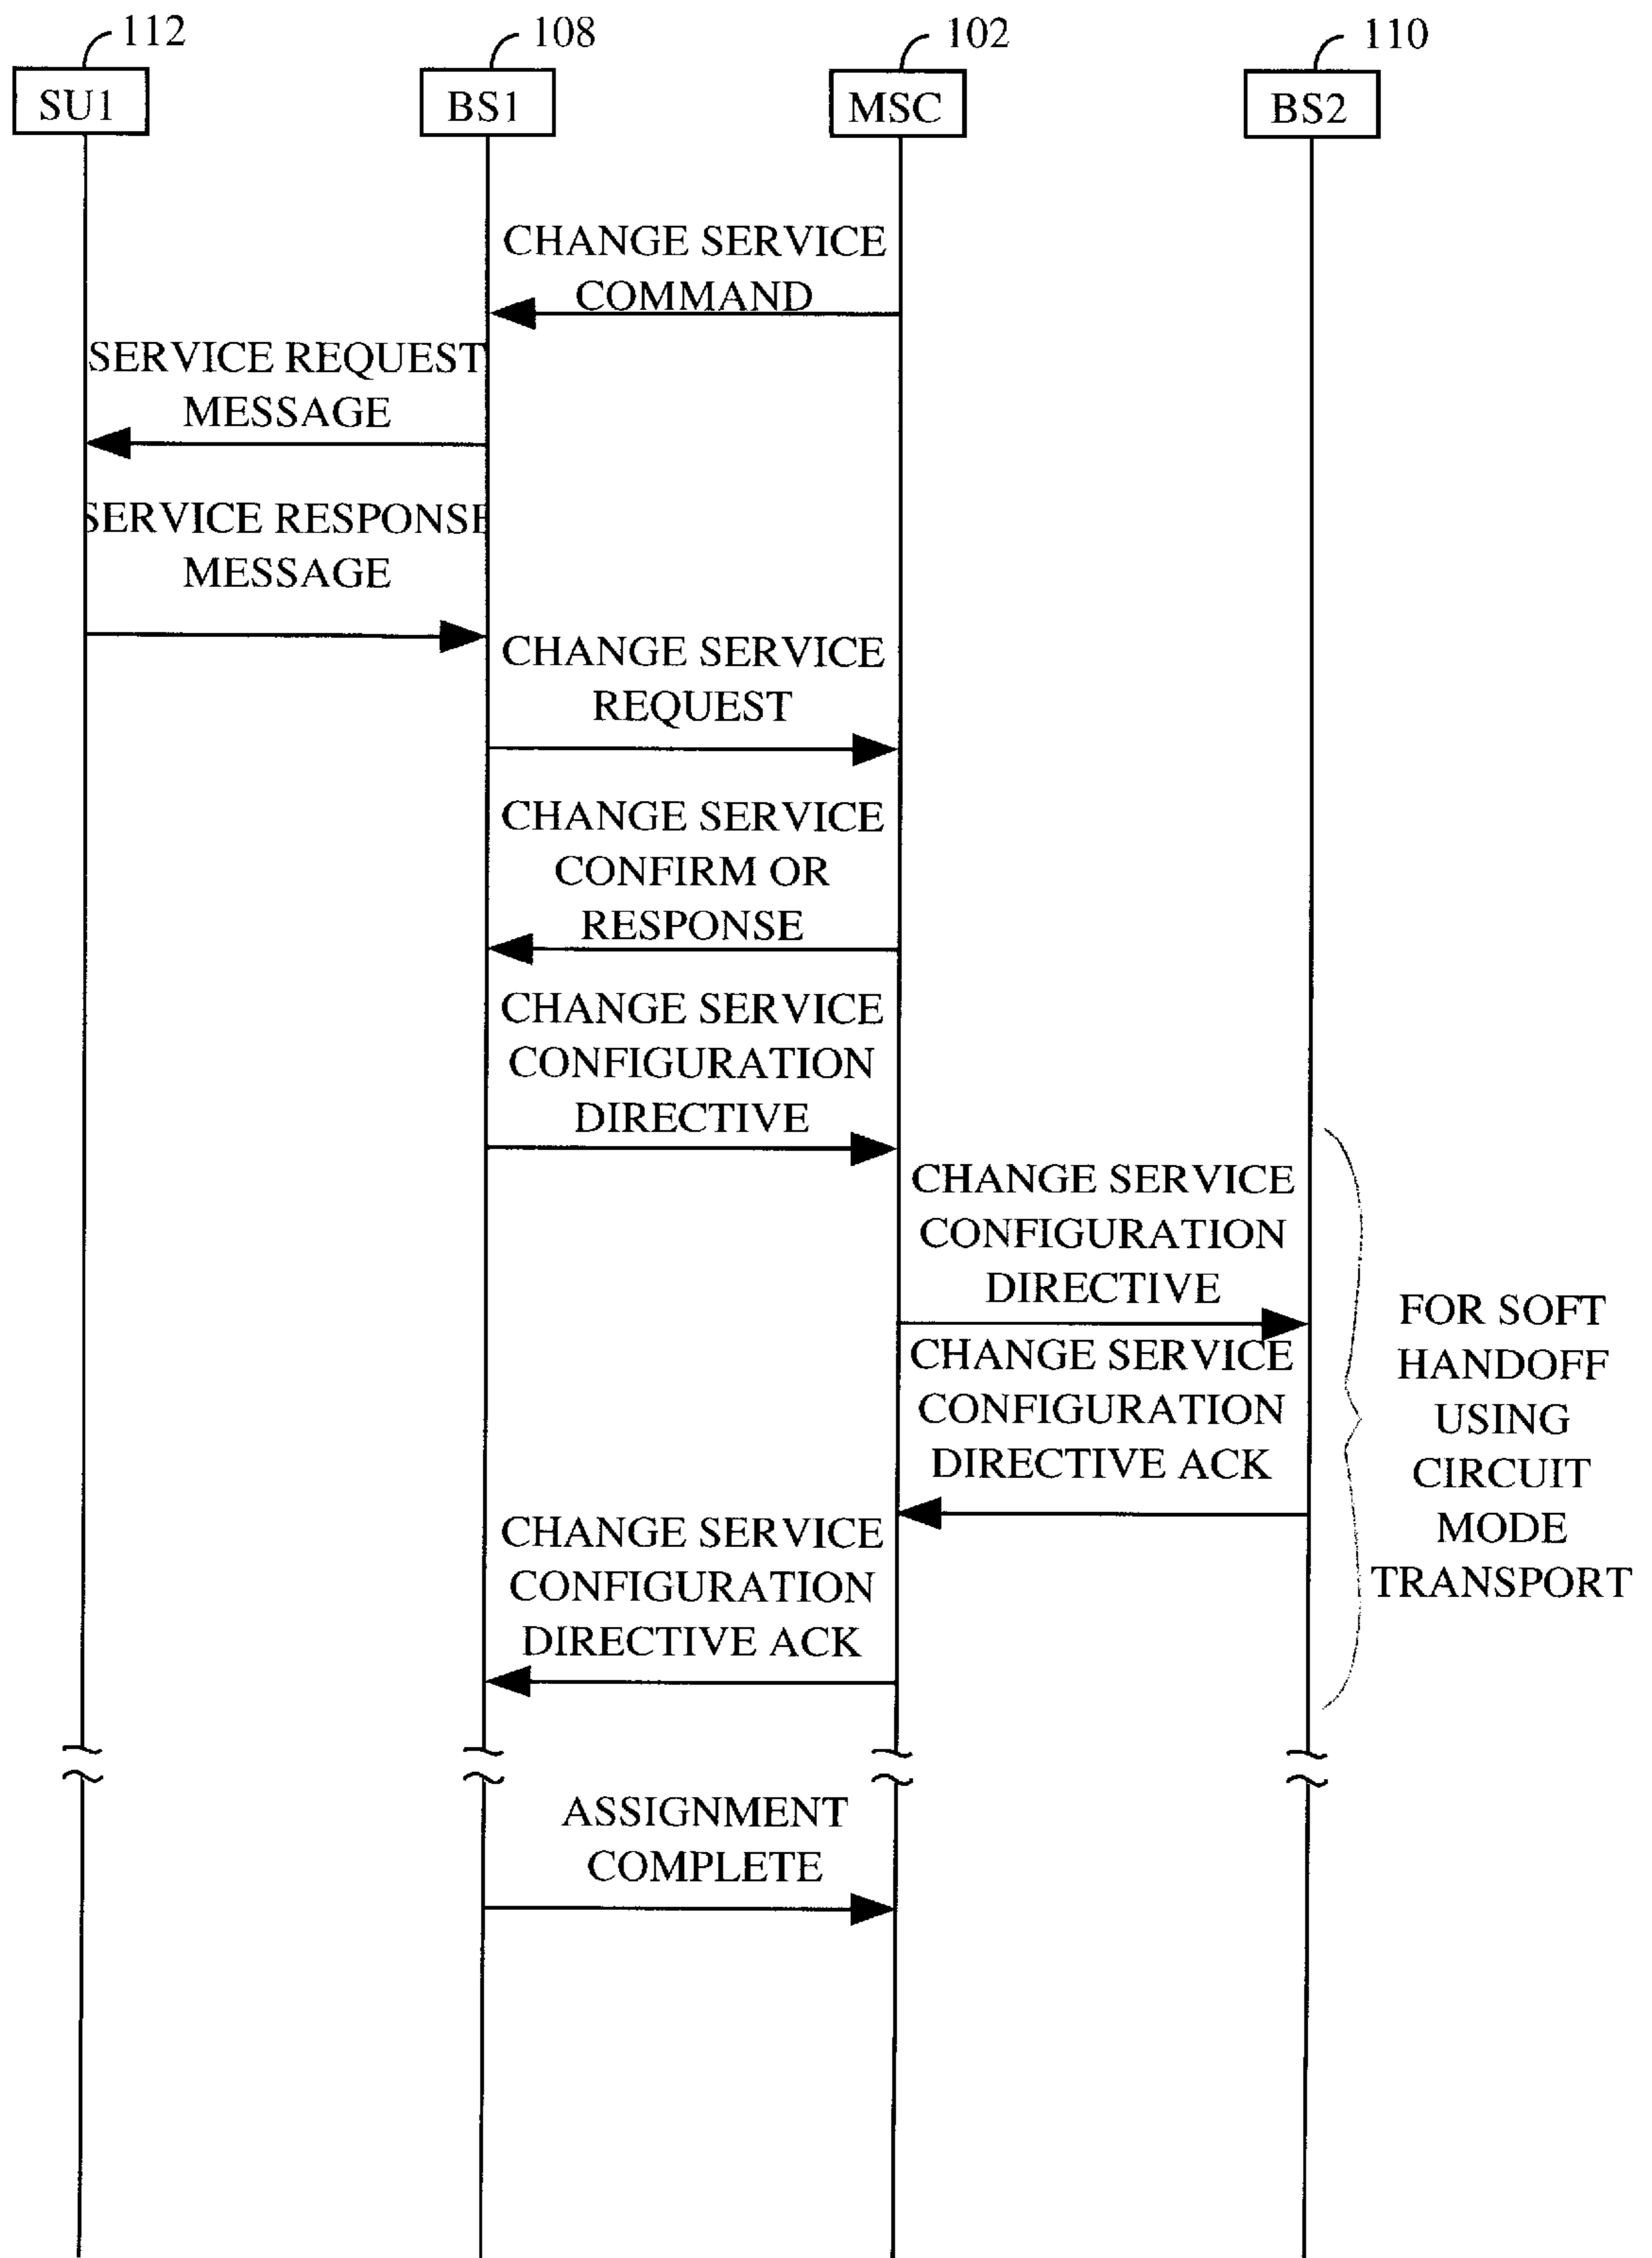 112
108
102
110
SU1
BS1
MSC
BS2
CHANGE SERVICE
COMMAND
SERVICE REQUEST
MESSAGE
SERVICE RESPONSE
MESSAGE
CHANGE SERVICE
REQUEST
CHANGE SERVICE
CONFIRM OR
RESPONSE
CHANGE SERVICE
CONFIGURATION
DIRECTIVE
CHANGE SERVICE
CONFIGURATION
DIRECTIVE
CHANGE SERVICE
CONFIGURATION
DIRECTIVE ACK
FOR SOFT
HANDOFF
USING
CIRCUIT
MODE
TRANSPORT
CHANGE SERVICE
CONFIGURATION
DIRECTIVE ACK
ASSIGNMENT
COMPLETE